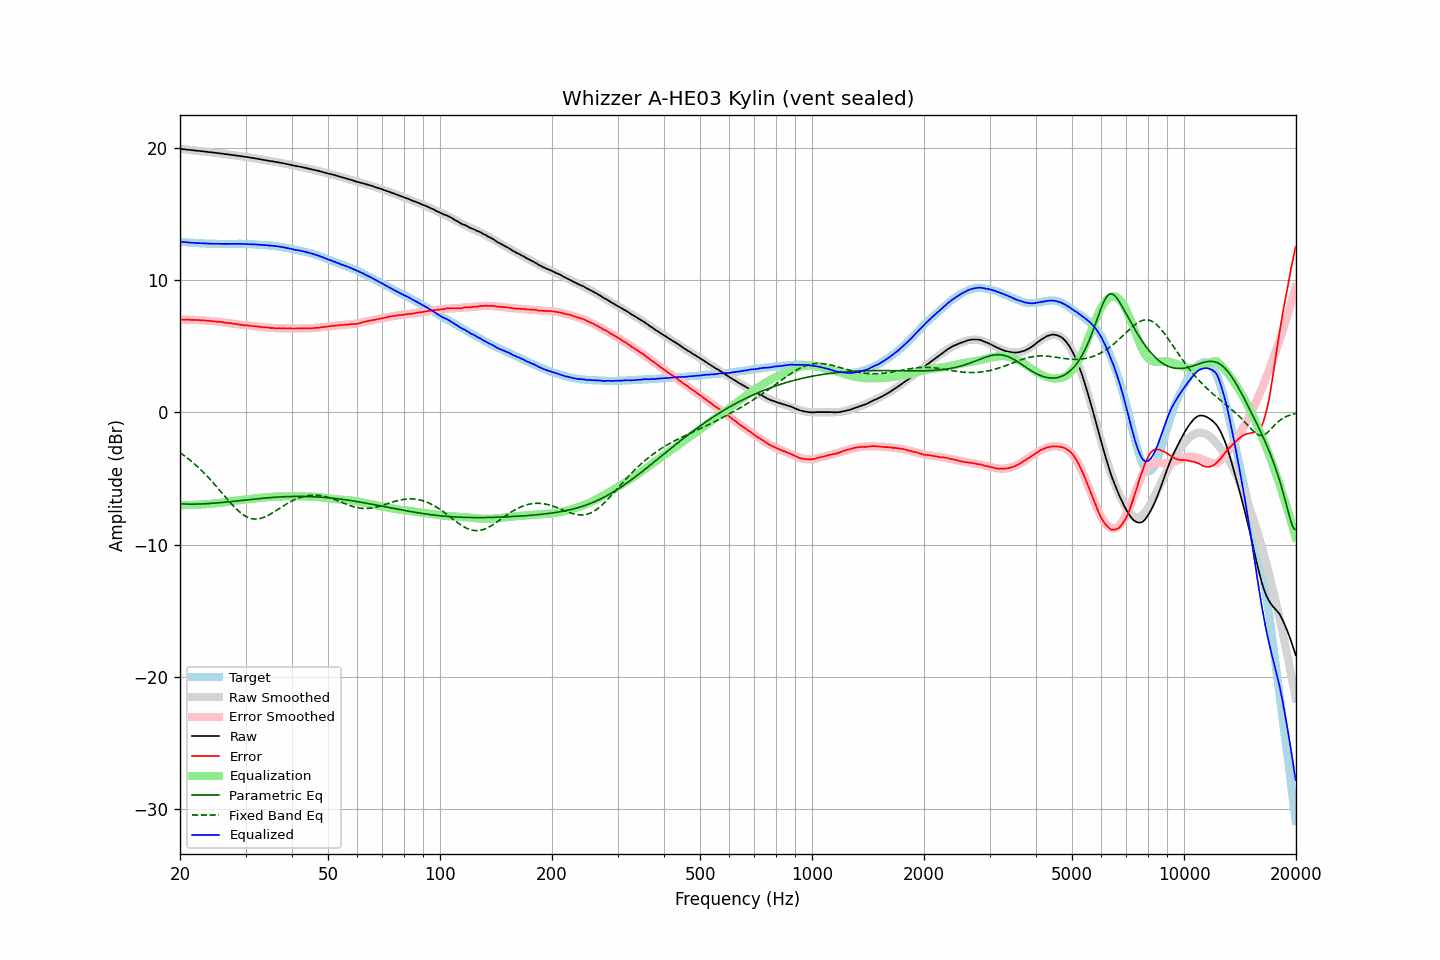 Whizzer A-HE03 Kylin (vent sealed)
Amplitude (dBr)
20
10
0
−10
−20
−30
Target
Raw Smoothed
Error Smoothed
Raw
Error
Equalization
Parametric Eq
Fixed Band Eq
Equalized
20 50 100 200 500 1000 2000 5000 10000 20000
Frequency (Hz)